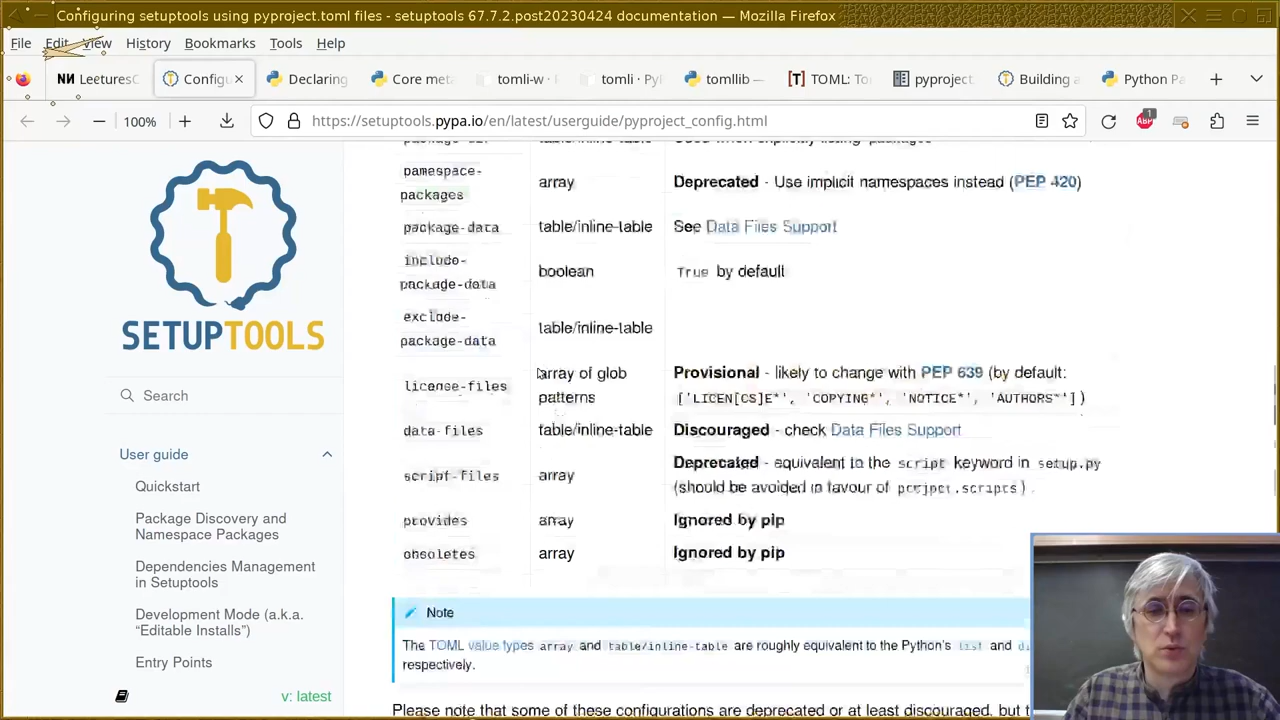 Configuring setuptools using pyproject.toml files - setuptools 67.7.2.post20230424 documentation — Mozilla Firefox
File Edit View History Bookmarks Tools Help
LeeturesC Configu Declaring Core met tomli-w tomli · Pyl tomllib — [T] TOML: To pyproject Building a Python Pa
100% https://setuptools.pypa.io/en/latest/userguide/pyproject_config.html
namespace-
packages
array
Deprecated - Use implicit namespaces instead (PEP 420)
package-data table/inline-table See Data Files Support
include-
package-data
boolean
True by default
exclude-
package-data
table/inline-table
license-files
array of glob
patterns
Provisional - likely to change with PEP 639 (by default:
['LICEN[CS]E*', 'COPYING*', 'NOTICE*', 'AUTHORS*'])
data-files table/inline-table Discouraged - check Data Files Support
script-files
array
Deprecated - equivalent to the script keyword in setup.py
(should be avoided in favour of project.scripts)
provides array Ignored by pip
obsoletes array Ignored by pip
Note
The TOML value types array and table/inline-table are roughly equivalent to the Python's list and
respectively.
Please note that some of these configurations are deprecated or at least discouraged, but
SETUPTOOLS
Search
User guide
Quickstart
Package Discovery and
Namespace Packages
Dependencies Management
in Setuptools
Development Mode (a.k.a.
“Editable Installs”)
Entry Points
v: latest
ABP
1